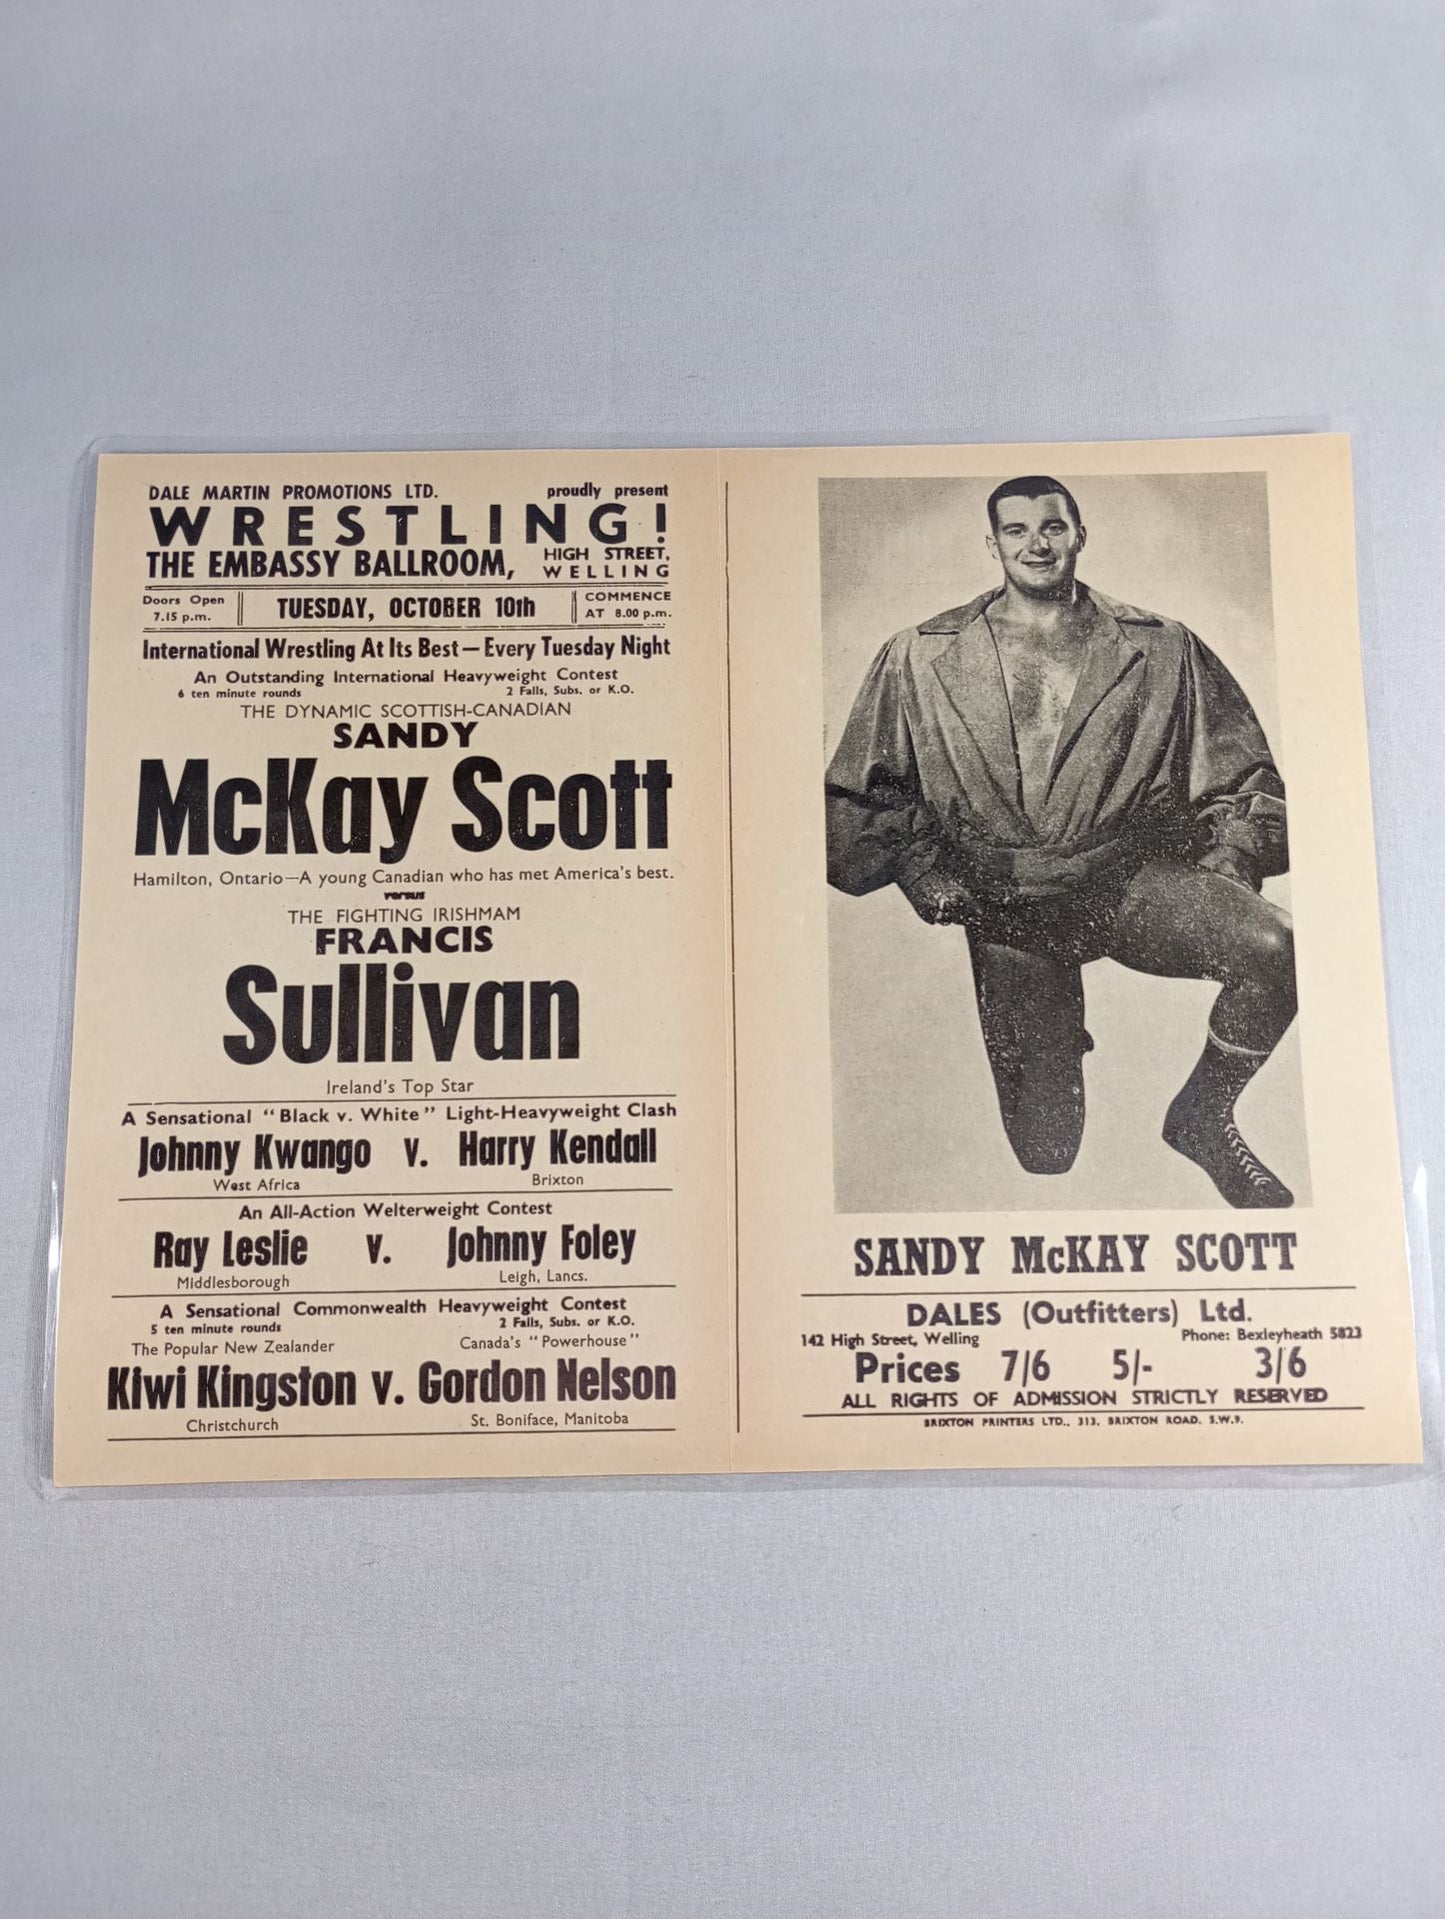 DALE MARTIN PROMOTIONS LTD. proudly present
WRESTLING!
THE EMBASSY BALLROOM, HIGH STREET, WELLING
Doors Open 7.15 p.m. TUESDAY, OCTOBER 10th COMMENCE AT 8.00 p.m.
International Wrestling At Its Best — Every Tuesday Night
An Outstanding International Heavyweight Contest
6 ten minute rounds 2 Falls, Subs. or K.O.
THE DYNAMIC SCOTTISH-CANADIAN
SANDY
McKay Scott
Hamilton, Ontario—A young Canadian who has met America's best.
versus
THE FIGHTING IRISHMAM
FRANCIS
Sullivan
Ireland's Top Star
A Sensational "Black v. White" Light-Heavyweight Clash
Johnny Kwango v. Harry Kendall
West Africa Brixton
An All-Action Welterweight Contest
Ray Leslie v. Johnny Foley
Middlesborough Leigh, Lancs.
A Sensational Commonwealth Heavyweight Contest
5 ten minute rounds 2 Falls, Subs. or K.O.
The Popular New Zealander Canada's "Powerhouse"
Kiwi Kingston v. Gordon Nelson
Christchurch St. Boniface, Manitoba
SANDY McKAY SCOTT
DALES (Outfitters) Ltd.
142 High Street, Welling Phone: Bexleyheath 5823
Prices 7/6 5/- 3/6
ALL RIGHTS OF ADMISSION STRICTLY RESERVED
BRIXTON PRINTERS LTD., 313, BRIXTON ROAD, S.W.9.